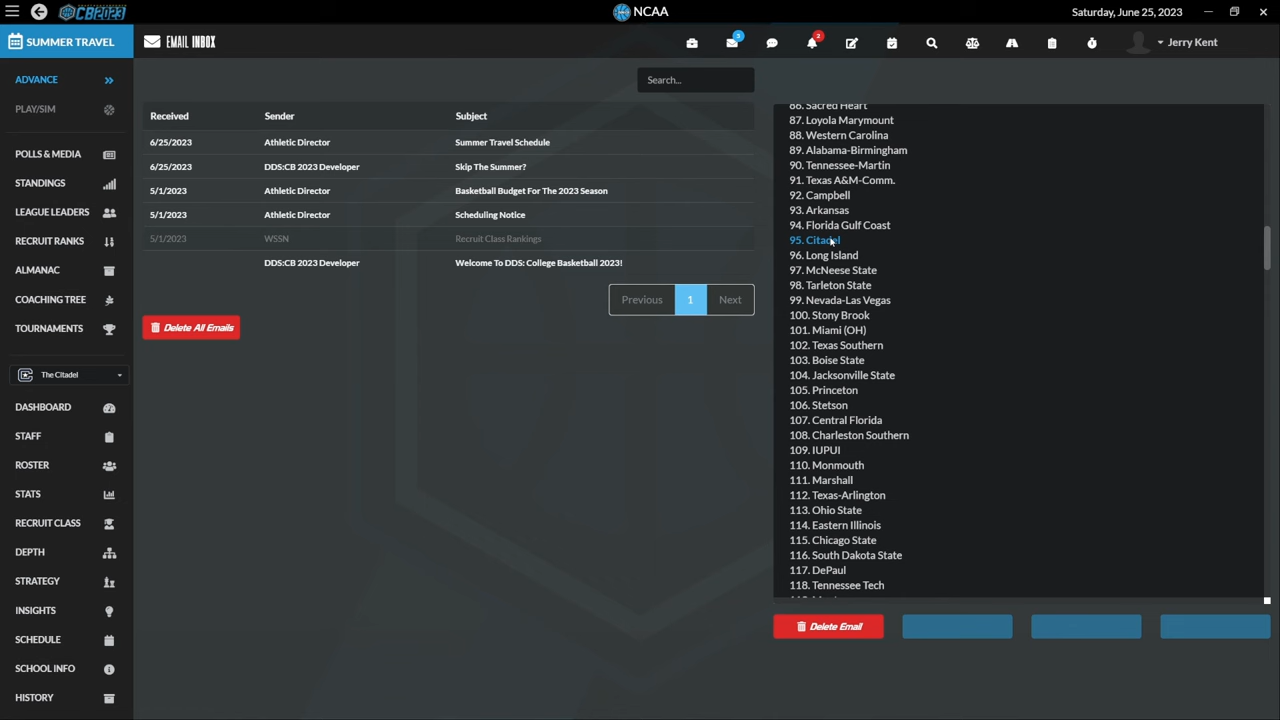 CB2023
NCAA
Saturday, June 25, 2023
SUMMER TRAVEL
EMAIL INBOX
3
2
Jerry Kent
ADVANCE
PLAY/SIM
POLLS & MEDIA
STANDINGS
LEAGUE LEADERS
RECRUIT RANKS
ALMANAC
COACHING TREE
TOURNAMENTS
The Citadel
DASHBOARD
STAFF
ROSTER
STATS
RECRUIT CLASS
DEPTH
STRATEGY
INSIGHTS
SCHEDULE
SCHOOL INFO
HISTORY
Search...
Received Sender Subject
6/25/2023 Athletic Director Summer Travel Schedule
6/25/2023 DDS:CB 2023 Developer Skip The Summer?
5/1/2023 Athletic Director Basketball Budget For The 2023 Season
5/1/2023 Athletic Director Scheduling Notice
5/1/2023 WSSN Recruit Class Rankings
DDS:CB 2023 Developer Welcome To DDS: College Basketball 2023!
Previous 1 Next
Delete All Emails
86. Sacred Heart
87. Loyola Marymount
88. Western Carolina
89. Alabama-Birmingham
90. Tennessee-Martin
91. Texas A&M-Comm.
92. Campbell
93. Arkansas
94. Florida Gulf Coast
95. Citadel
96. Long Island
97. McNeese State
98. Tarleton State
99. Nevada-Las Vegas
100. Stony Brook
101. Miami (OH)
102. Texas Southern
103. Boise State
104. Jacksonville State
105. Princeton
106. Stetson
107. Central Florida
108. Charleston Southern
109. IUPUI
110. Monmouth
111. Marshall
112. Texas-Arlington
113. Ohio State
114. Eastern Illinois
115. Chicago State
116. South Dakota State
117. DePaul
118. Tennessee Tech
Delete Email